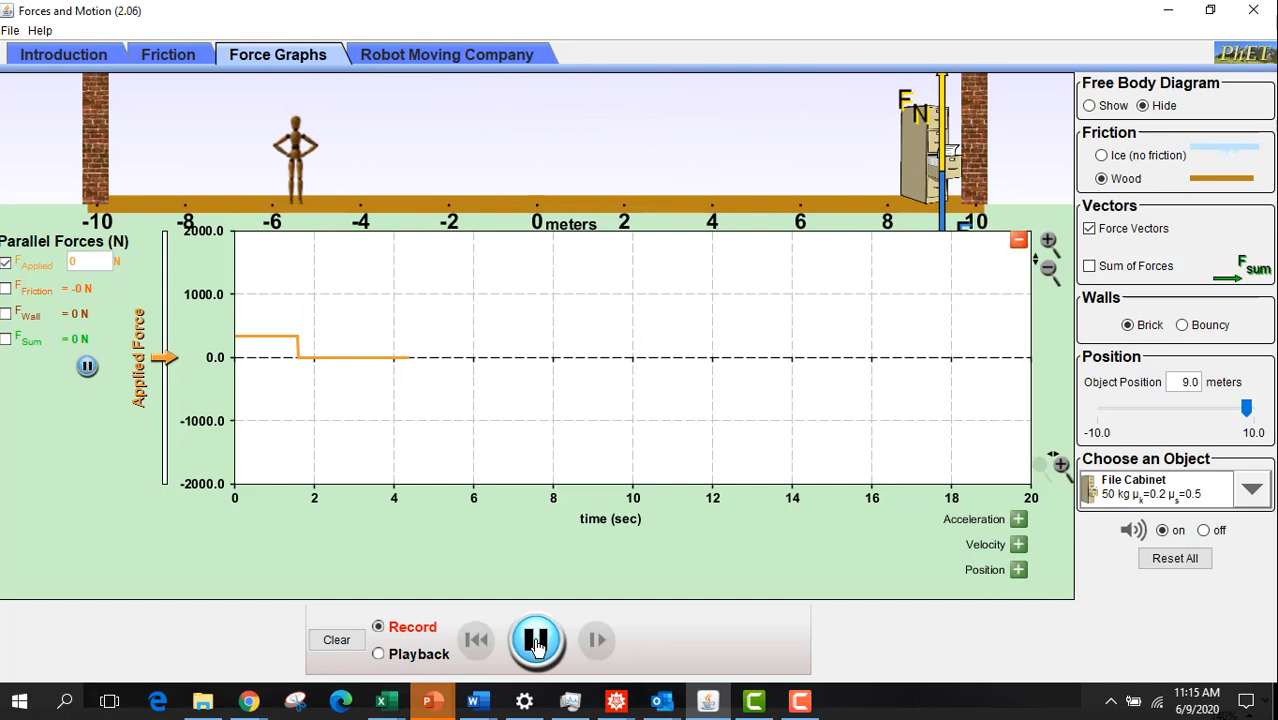 Forces and Motion (2.06)
File Help
Introduction Friction Force Graphs Robot Moving Company
PhET
F N
-10 -8 -6 -4 -2 0 meters 2 4 6 8 10
Parallel Forces (N)
F Applied 0 N
F Friction = -0 N
F Wall = 0 N
F Sum = 0 N
Applied Force
2000.0
1000.0
0.0
-1000.0
-2000.0
0 2 4 6 8 10 12 14 16 18 20
time (sec)
Acceleration
Velocity
Position
Clear
Record
Playback
Free Body Diagram
Show Hide
Friction
Ice (no friction)
Wood
Vectors
Force Vectors
Sum of Forces
F sum
Walls
Brick Bouncy
Position
Object Position 9.0 meters
-10.0 10.0
Choose an Object
File Cabinet
50 kg μk=0.2 μs=0.5
on off
Reset All
11:15 AM
6/9/2020